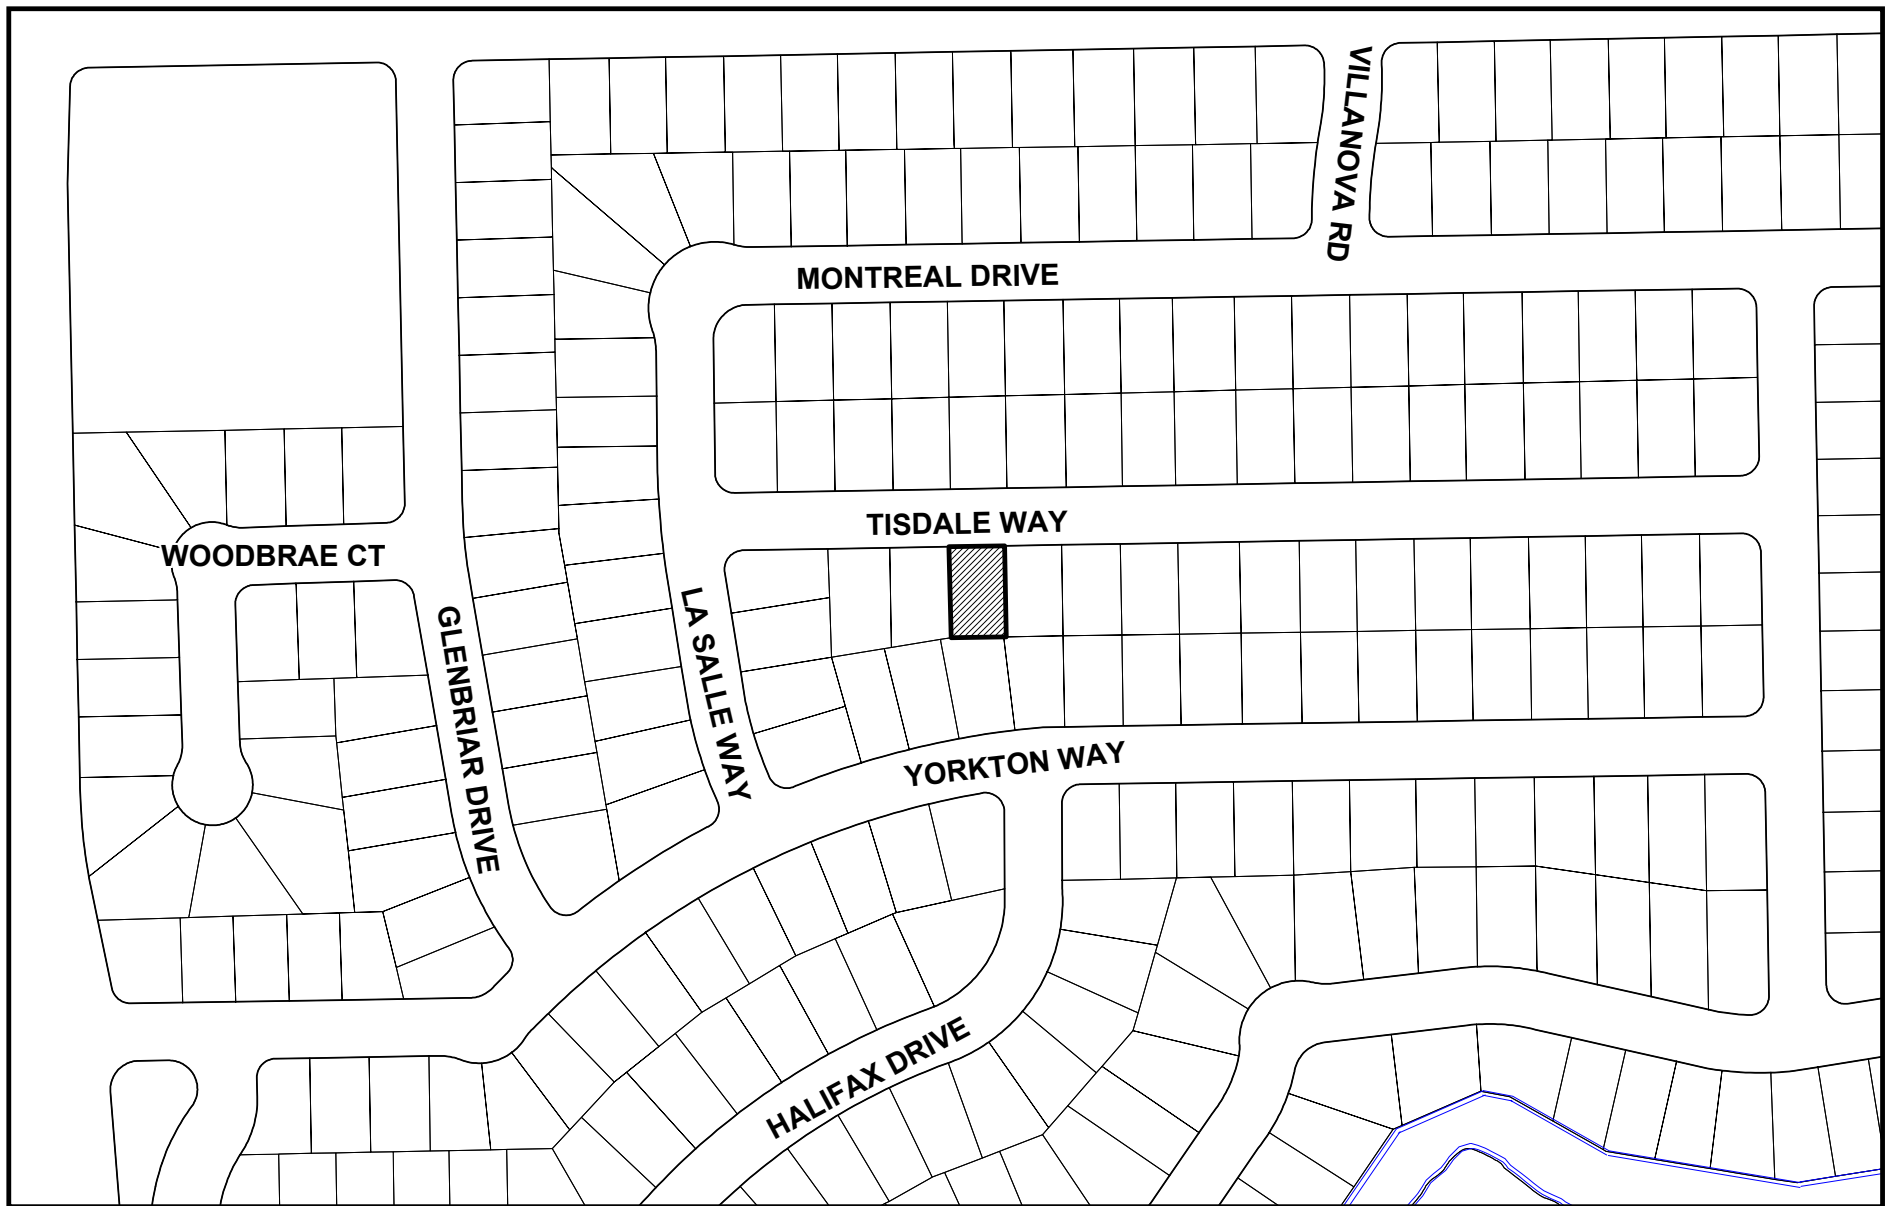 VILLANOVA RD
MONTREAL DRIVE
TISDALE WAY
WOODBRAE CT
GLENBRIAR DRIVE
LA SALLE WAY
YORKTON WAY
HALIFAX DRIVE